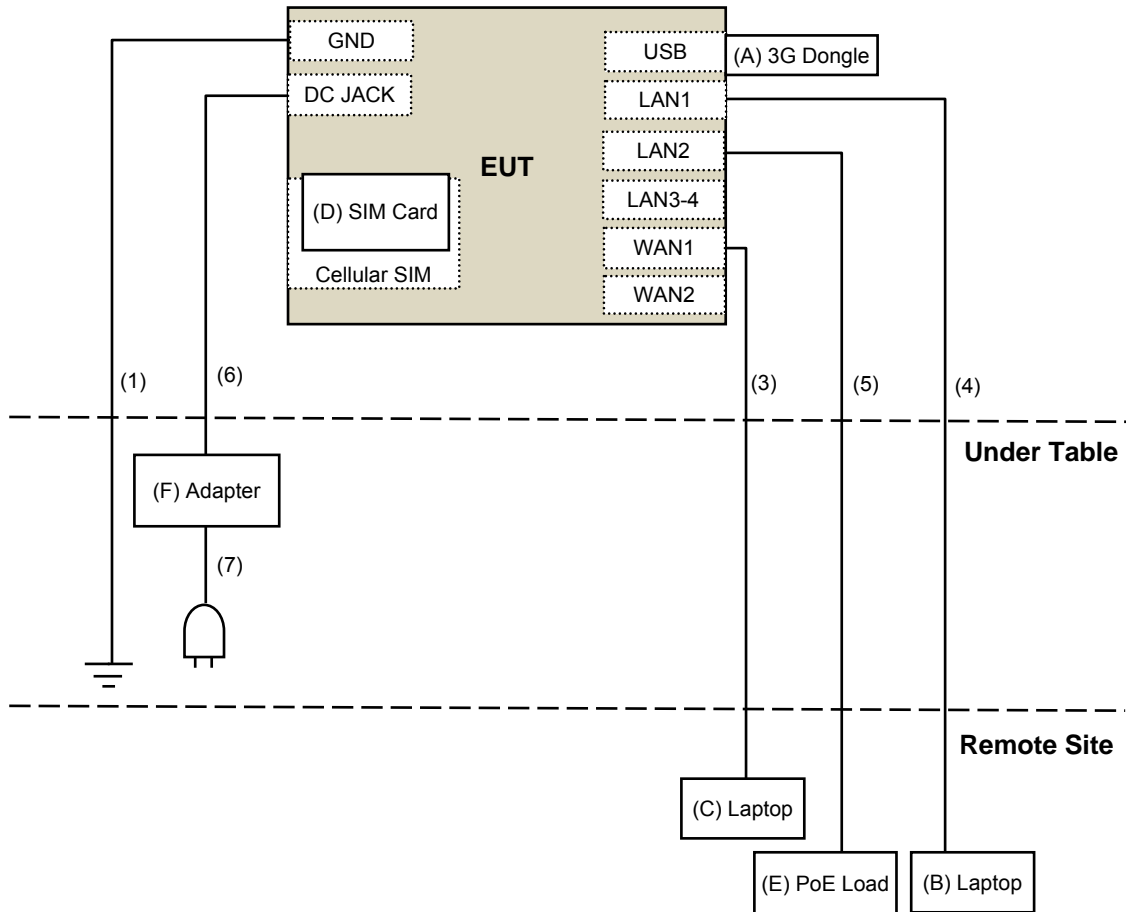 GND
USB
(A) 3G Dongle
DC JACK
LAN1
LAN2
EUT
LAN3-4
(D) SIM Card
WAN1
Cellular SIM
WAN2
(1)
(6)
(3)
(5)
(4)
Under Table
(F) Adapter
(7)
Remote Site
(C) Laptop
(E) PoE Load
(B) Laptop